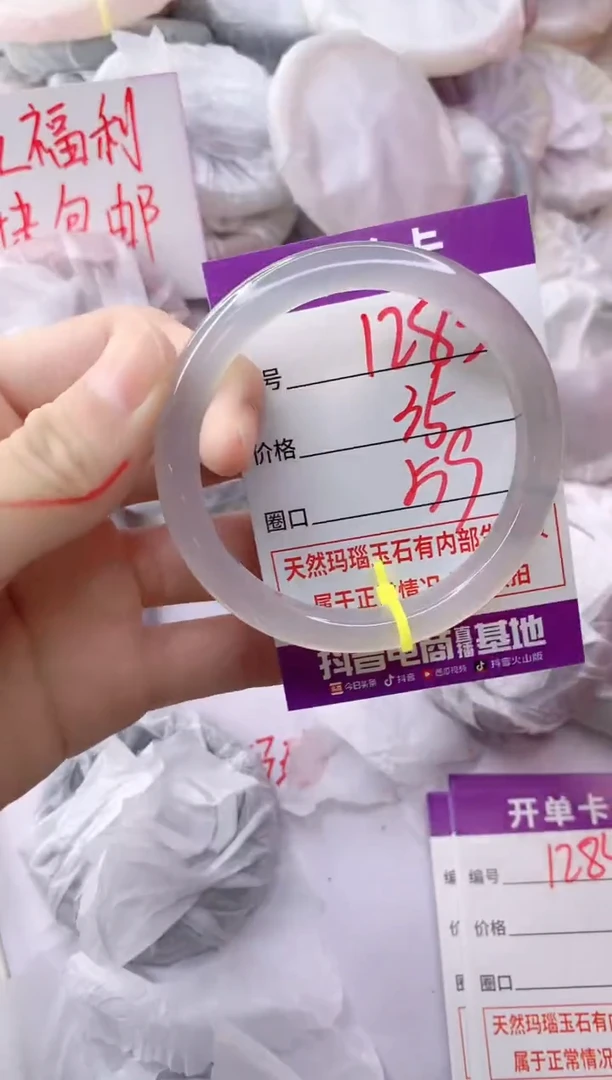 福利
包邮
卡
号 1285
价格 35
圈口 55
天然玛瑙玉石有内部
属于正常情况
抖音电商直播基地
今日头条 抖音 西瓜视频 抖音火山版
开单卡
编号 128
价格
圈口
天然玛瑙玉石有
属于正常情况